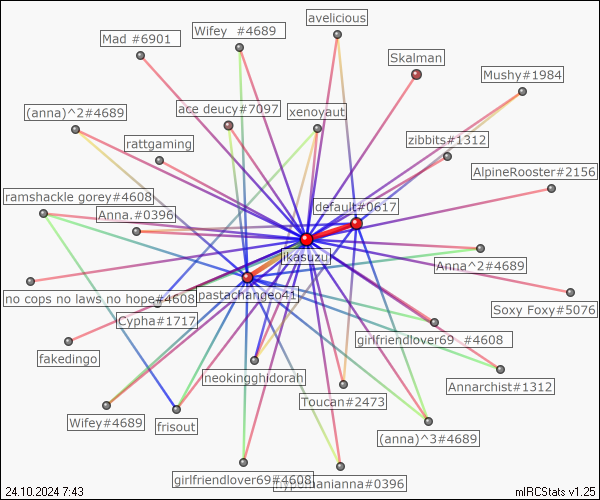 avelicious
Mad #6901
Wifey  #4689
Skalman
Mushy#1984
(anna)^2#4689
ace deucy#7097
xenoyaut
rattgaming
zibbits#1312
AlpineRooster#2156
ramshackle gorey#4608
Anna.#0396
default#0617
ikasuzu
Anna^2#4689
no cops no laws no hope#4608
pastachangeo41
Soxy Foxy#5076
Cypha#1717
girlfriendlover69  #4608
fakedingo
neokingghidorah
Annarchist#1312
Toucan#2473
Wifey#4689
frisout
(anna)^3#4689
girlfriendlover69#4608
hypomanianna#0396
24.10.2024 7:43
mIRCStats v1.25